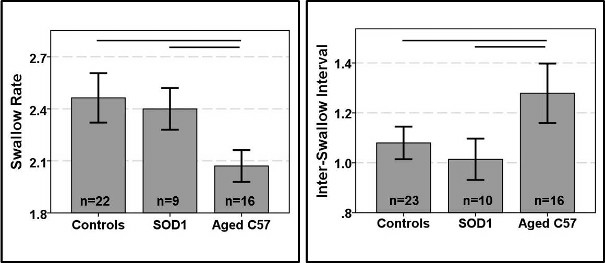 Swallow Rate
2.7
2.4
2.1
1.8
n=22 n=9 n=16
Controls SOD1 Aged C57
Inter-Swallow Interval
1.4
1.2
1.0
.8
n=23 n=10 n=16
Controls SOD1 Aged C57